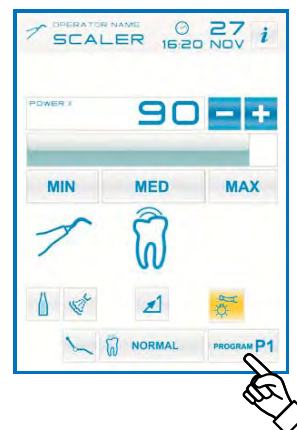 OPERATOR NAME
SCALER
16:20
27
NOV
i
POWER %
90
- +
MIN MED MAX
NORMAL
PROGRAM P1